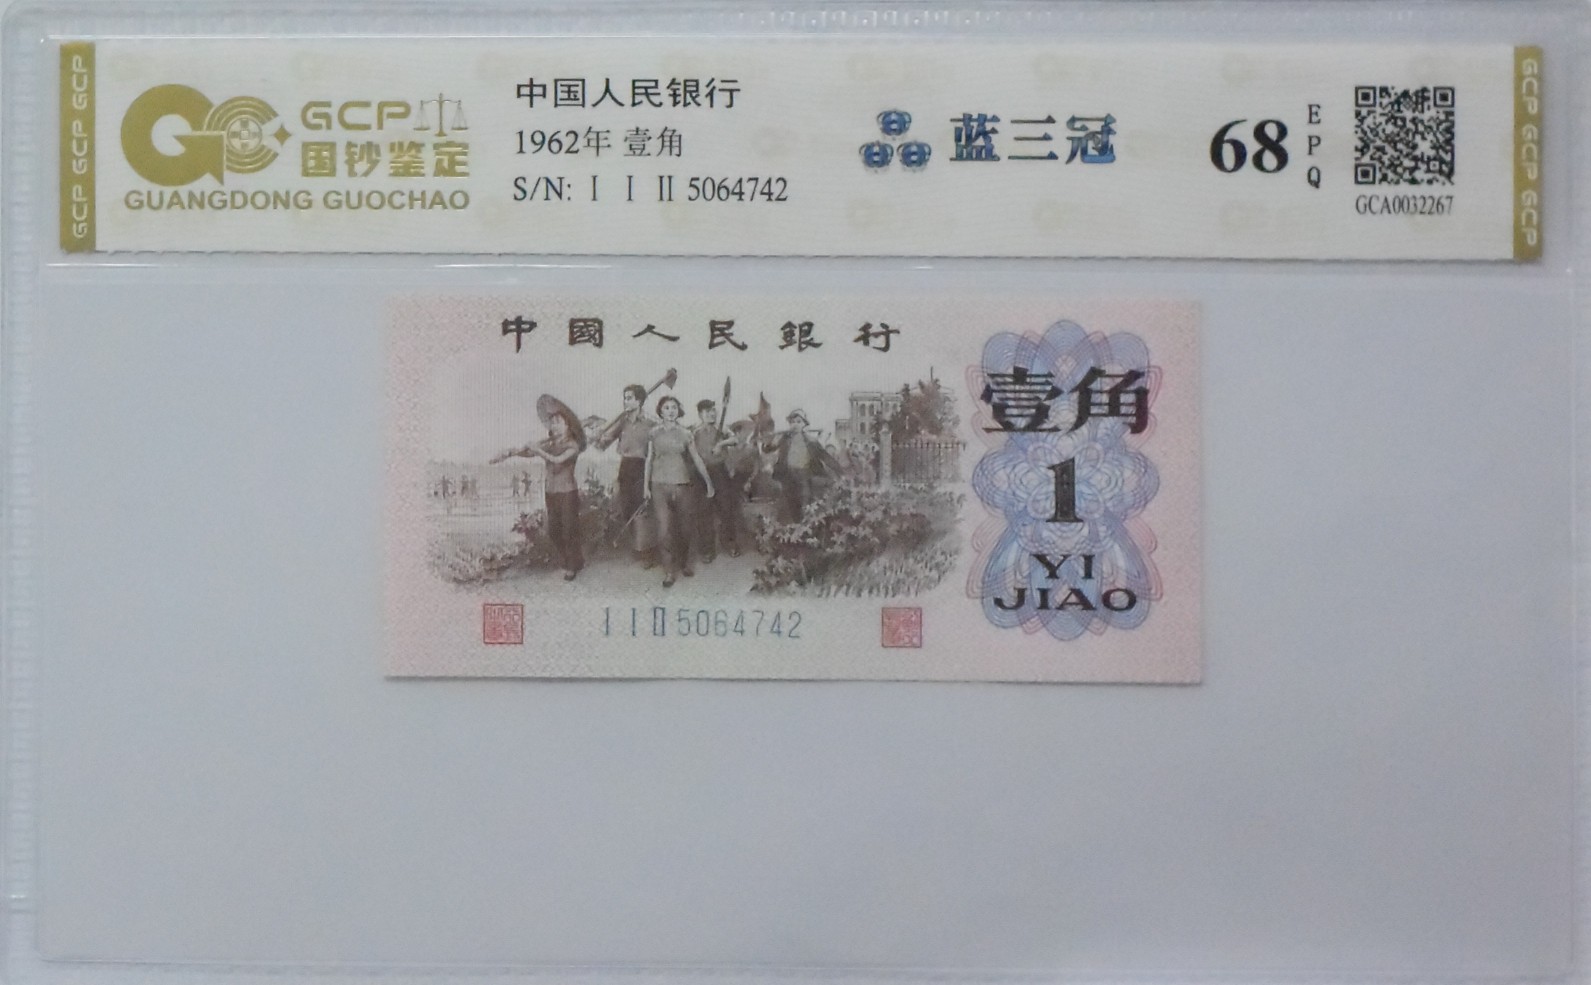 GCP GCP GCP
GCP
国钞鉴定
GUANGDONG GUOCHAO
中国人民银行
1962年 壹角
S/N: Ⅰ Ⅰ Ⅱ 5064742
蓝三冠
68
EPQ
GCA0032267
GCP GCP GCP
中國人民銀行
壹角
1
YI
JIAO
Ⅰ Ⅰ Ⅱ 5064742